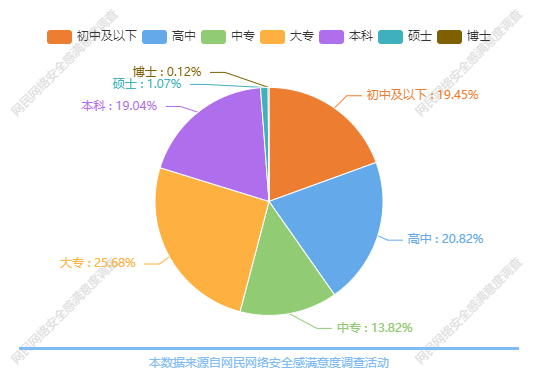 初中及以下 高中 中专 大专 本科 硕士 博士
博士 : 0.12%
硕士 : 1.07%
初中及以下 : 19.45%
本科 : 19.04%
高中 : 20.82%
大专 : 25.68%
中专 : 13.82%
本数据来源自网民网络安全感满意度调查活动
网民网络安全感满意度调查
网民网络安全感满意度调查
网民网络安全感满意度调查
网民网络安全感满意度调查